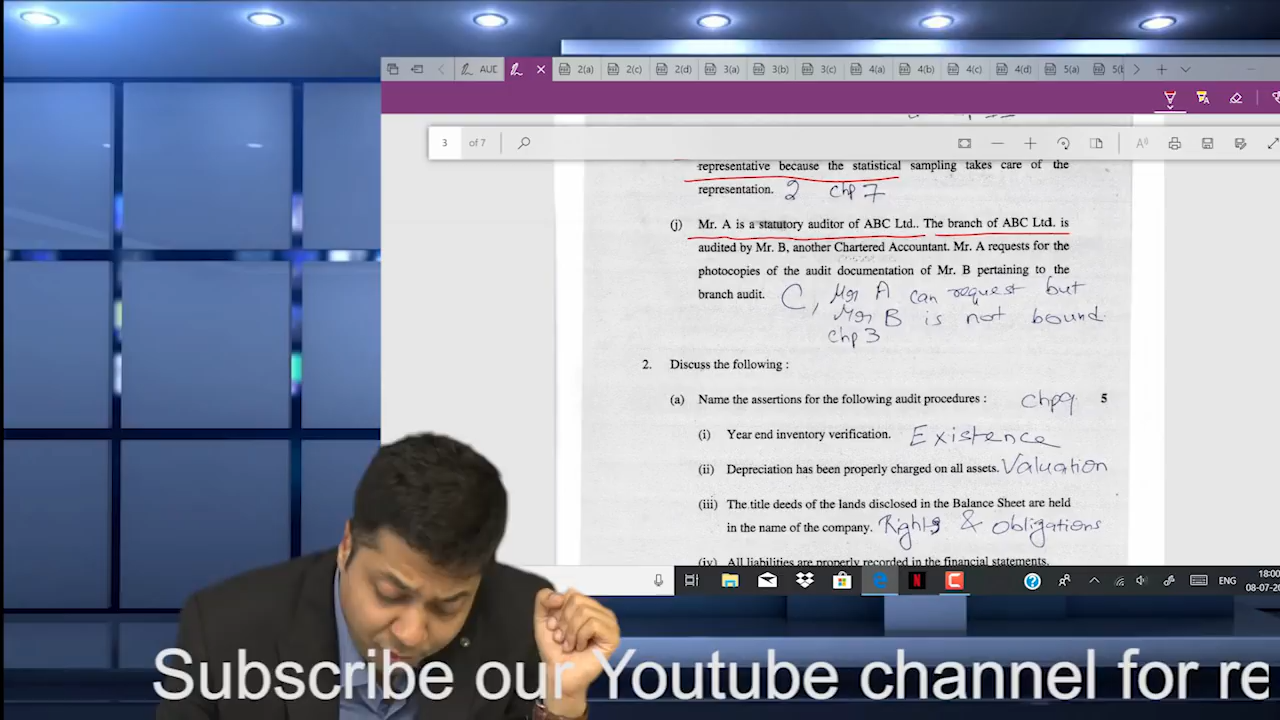 AUD
2(a)
2(c)
2(d)
3(a)
3(b)
3(c)
4(a)
4(b)
4(c)
4(d)
5(a)
3
of 7
representative because the statistical sampling takes care of the
representation. 2 chp 7
(j) Mr. A is a statutory auditor of ABC Ltd.. The branch of ABC Ltd. is
audited by Mr. B, another Chartered Accountant. Mr. A requests for the
photocopies of the audit documentation of Mr. B pertaining to the
branch audit. C, Mr A can request but
Mr B is not bound
chp 3
2. Discuss the following :
(a) Name the assertions for the following audit procedures : chp9 5
(i) Year end inventory verification. Existence
(ii) Depreciation has been properly charged on all assets. Valuation
(iii) The title deeds of the lands disclosed in the Balance Sheet are held
in the name of the company. Rights & obligations
(iv) All liabilities are properly recorded in the financial statements.
ENG
18:00
08-07-20
Subscribe our Youtube channel for re